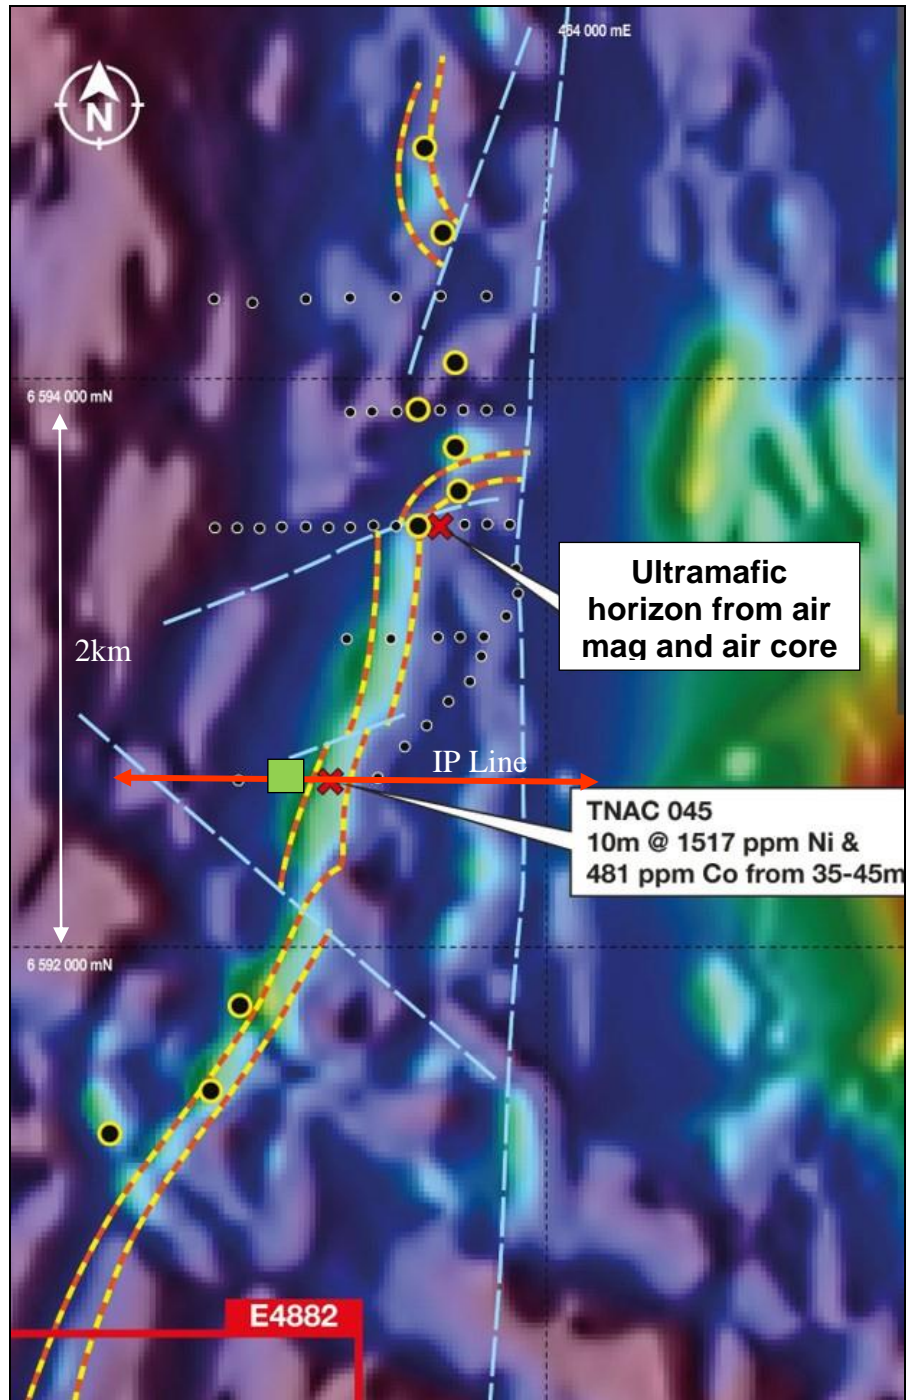 464 000 mE
N
6 594 000 mN
Ultramafic
horizon from air
mag and air core
2km
IP Line
TNAC 045
10m @ 1517 ppm Ni &
481 ppm Co from 35-45m
6 592 000 mN
E4882